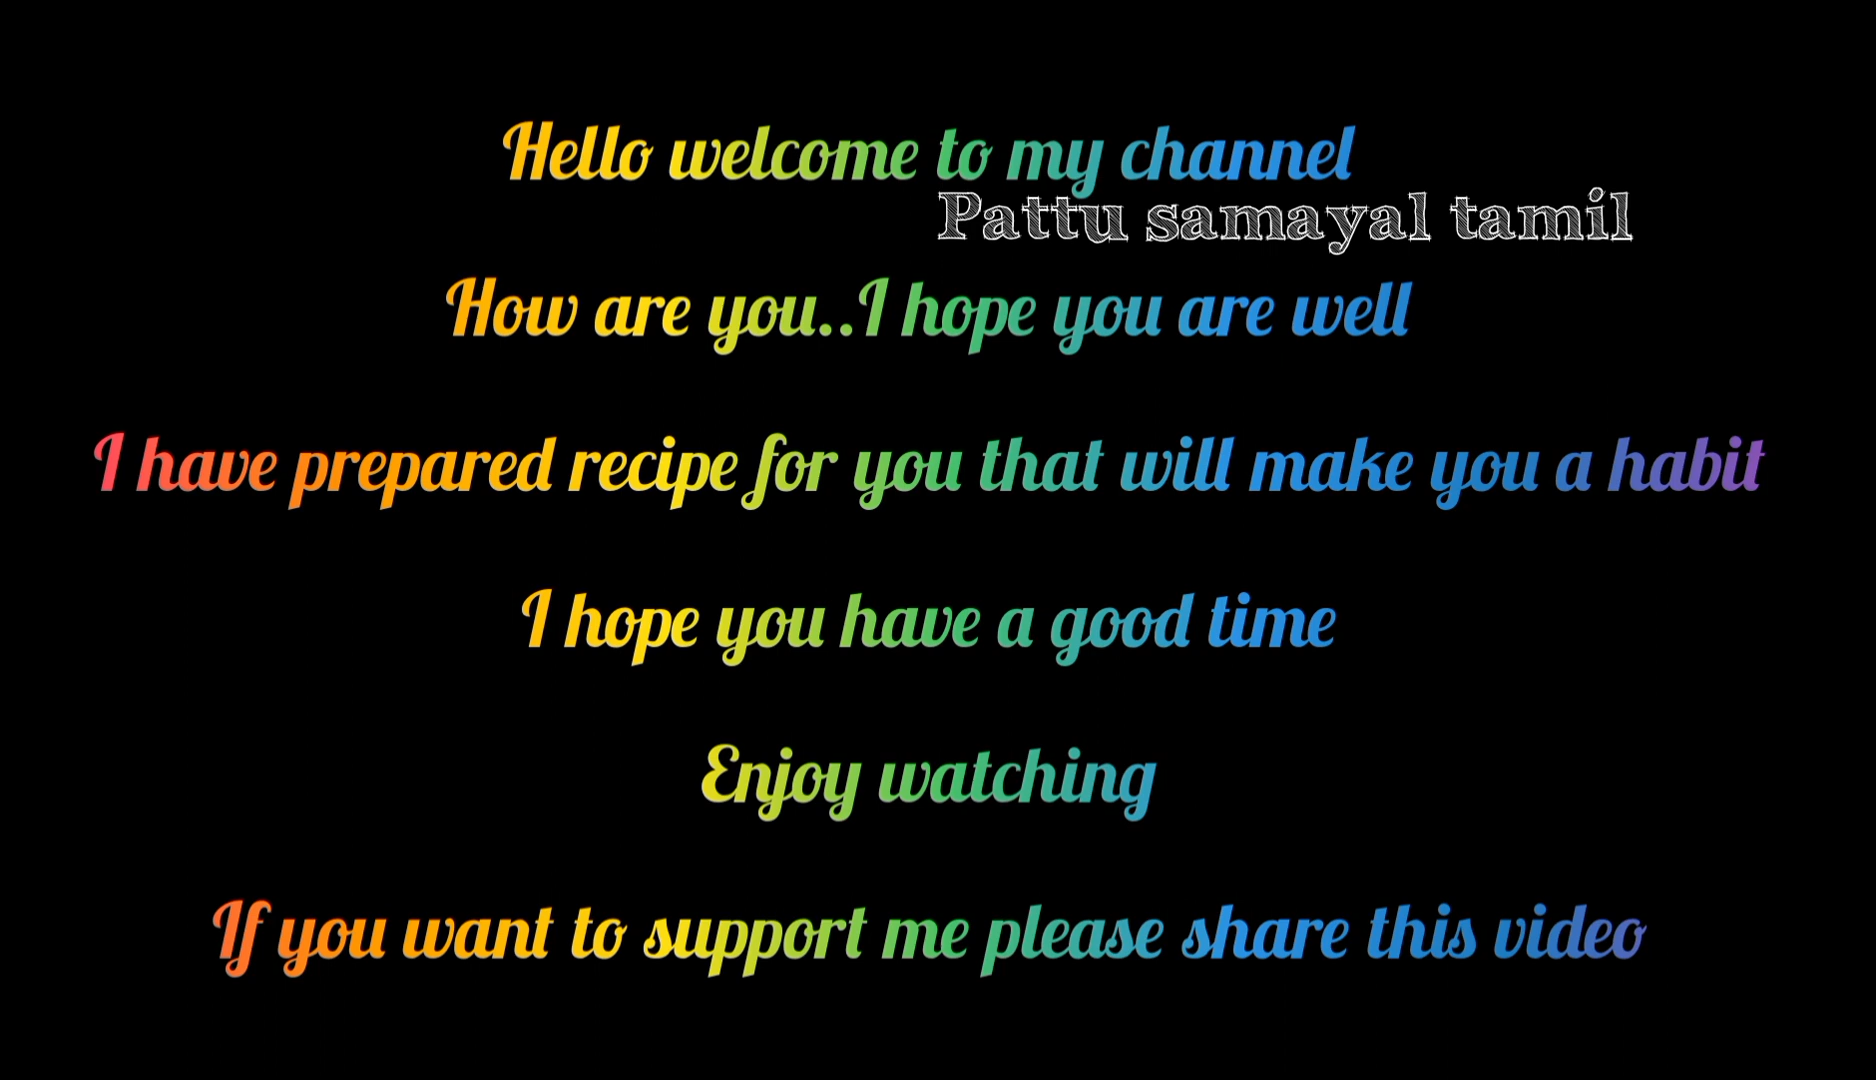 Hello welcome to my channel
Pattu samayal tamil
How are you..I hope you are well
I have prepared recipe for you that will make you a habit
I hope you have a good time
Enjoy watching
If you want to support me please share this video